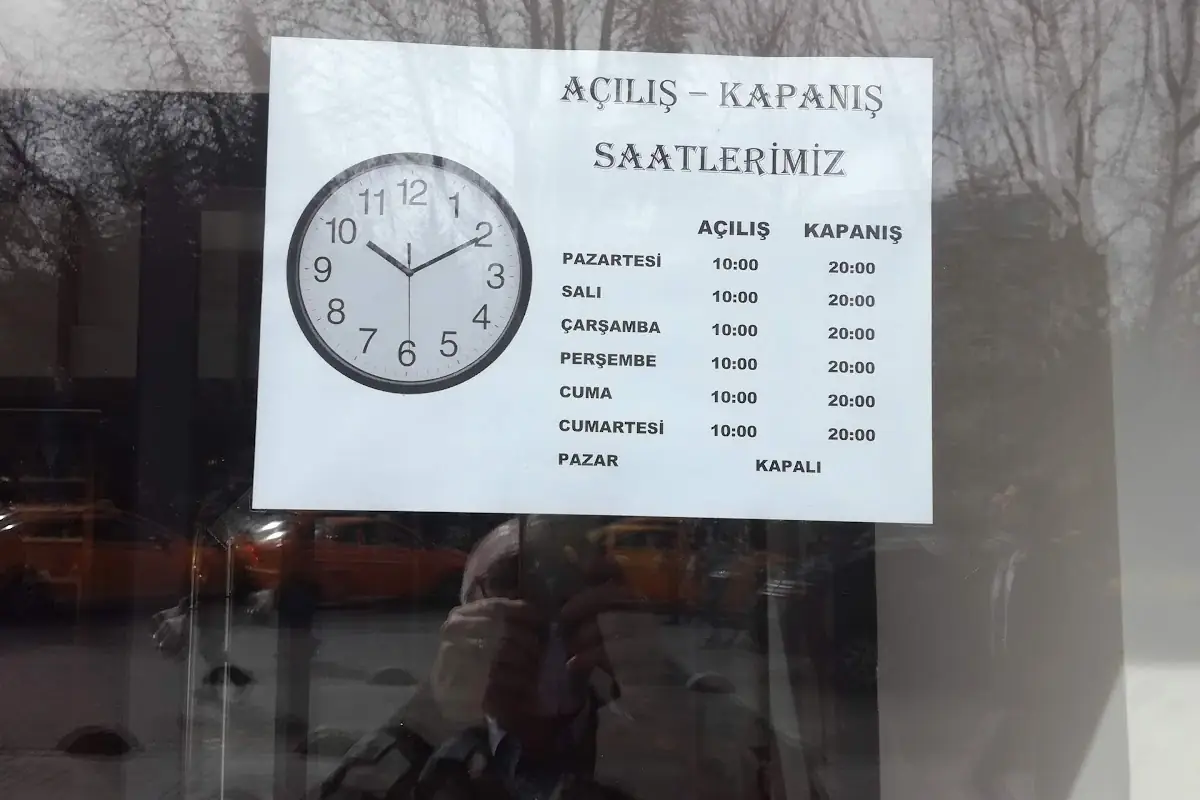 AÇILIŞ – KAPANIŞ
SAATLERİMİZ
AÇILIŞ KAPANIŞ
PAZARTESİ 10:00 20:00
SALI 10:00 20:00
ÇARŞAMBA 10:00 20:00
PERŞEMBE 10:00 20:00
CUMA 10:00 20:00
CUMARTESİ 10:00 20:00
PAZAR KAPALI
12
1
2
3
4
5
6
7
8
9
10
11